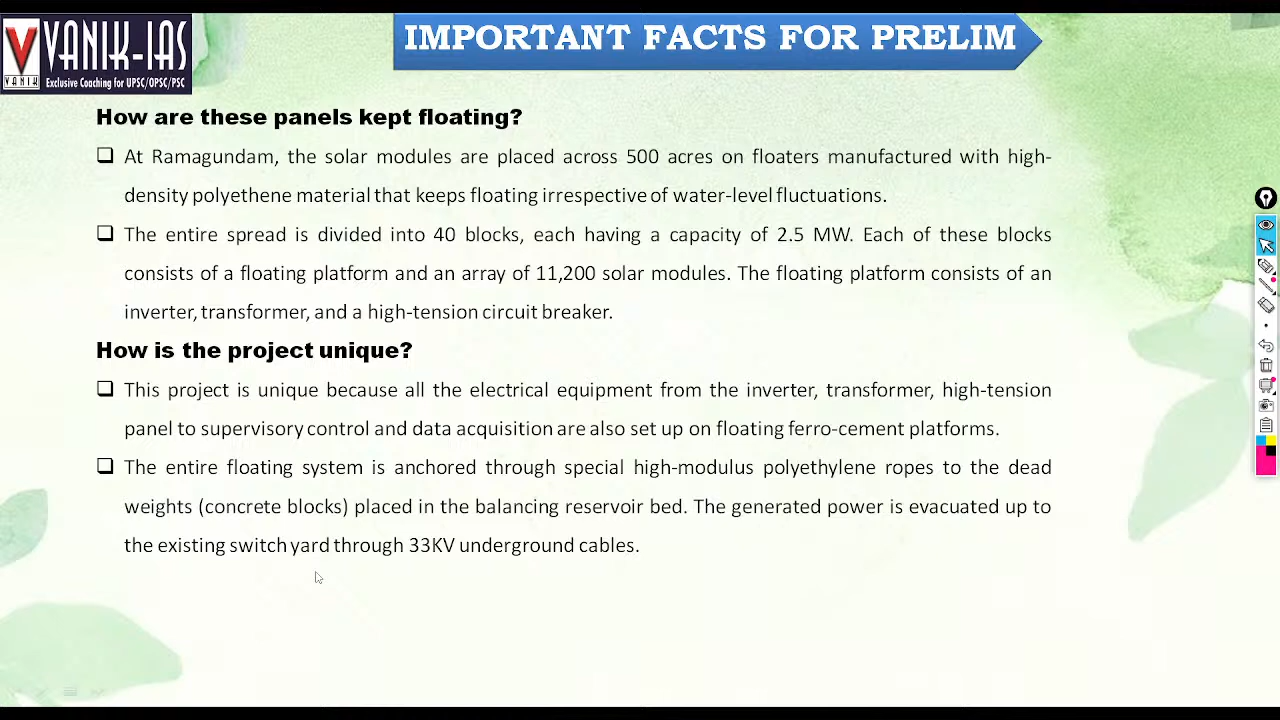 VANIK-IAS
VANIK
Exclusive Coaching for UPSC/OPSC/PSC
IMPORTANT FACTS FOR PRELIM
How are these panels kept floating?
❑ At Ramagundam, the solar modules are placed across 500 acres on floaters manufactured with high-
density polyethene material that keeps floating irrespective of water-level fluctuations.
❑ The entire spread is divided into 40 blocks, each having a capacity of 2.5 MW. Each of these blocks
consists of a floating platform and an array of 11,200 solar modules. The floating platform consists of an
inverter, transformer, and a high-tension circuit breaker.
How is the project unique?
❑ This project is unique because all the electrical equipment from the inverter, transformer, high-tension
panel to supervisory control and data acquisition are also set up on floating ferro-cement platforms.
❑ The entire floating system is anchored through special high-modulus polyethylene ropes to the dead
weights (concrete blocks) placed in the balancing reservoir bed. The generated power is evacuated up to
the existing switch yard through 33KV underground cables.